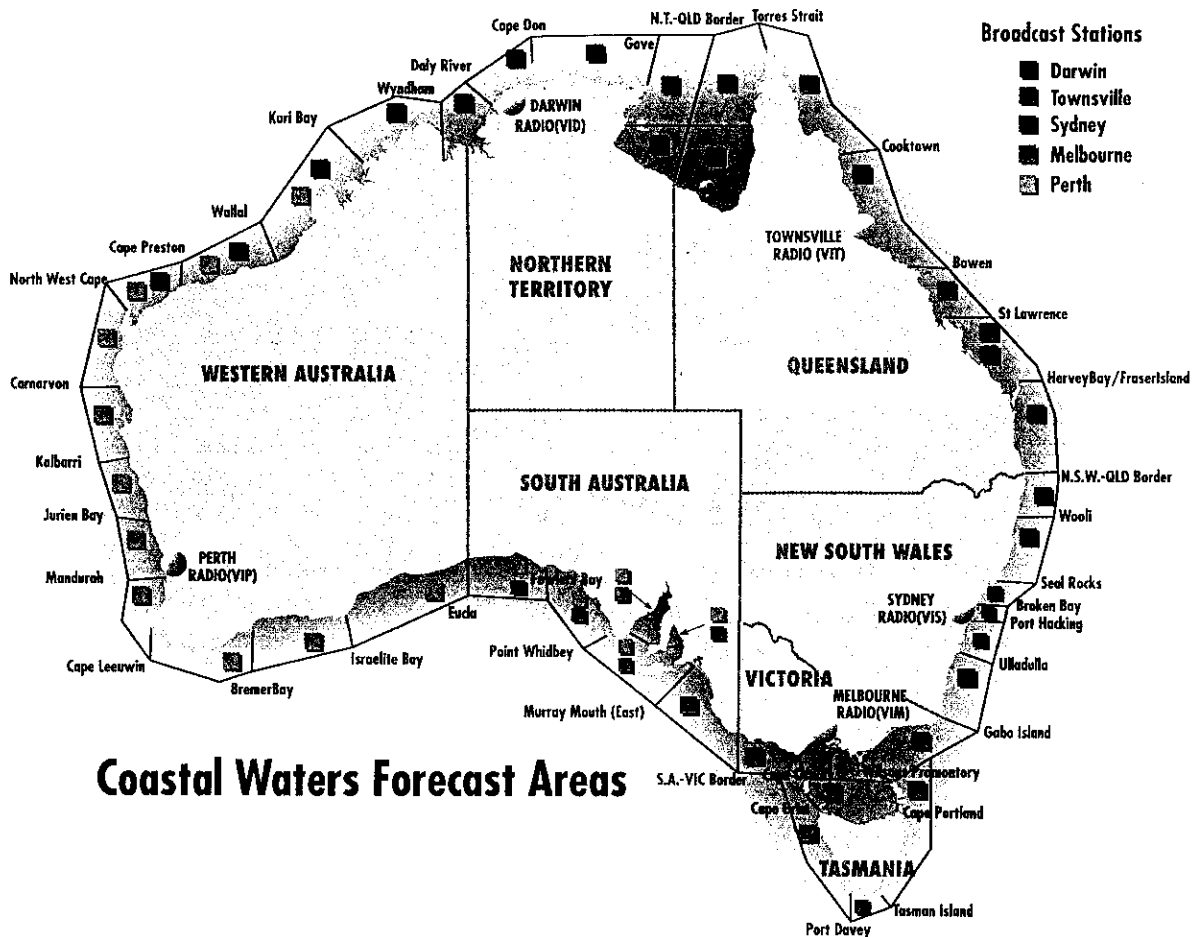 Cape Don
N.T.-QLD Border
Torres Strait
Gove
Broadcast Stations
Darwin
Townsville
Sydney
Melbourne
Perth
Daly River
Wyndham
DARWIN
RADIO(VID)
Kuri Bay
Cooktown
Wallal
Cape Preston
TOWNSVILLE
RADIO (VIT)
North West Cape
NORTHERN
TERRITORY
Bowen
St Lawrence
WESTERN AUSTRALIA
QUEENSLAND
Carnarvon
HerveyBay/FraserIsland
Kalbarri
SOUTH AUSTRALIA
N.S.W.-QLD Border
Jurien Bay
Wooli
PERTH
RADIO(VIP)
NEW SOUTH WALES
Mandurah
Fowlers Bay
Seal Rocks
Eucla
SYDNEY
RADIO(VIS)
Broken Bay
Port Hacking
Cape Leeuwin
Israelite Bay
Point Whidbey
Ulladulla
BremerBay
VICTORIA
MELBOURNE
RADIO(VIM)
Murray Mouth (East)
Gabo Island
Coastal Waters Forecast Areas
S.A.-VIC Border
Promontory
Cape
Cape Portland
TASMANIA
Tasman Island
Port Davey